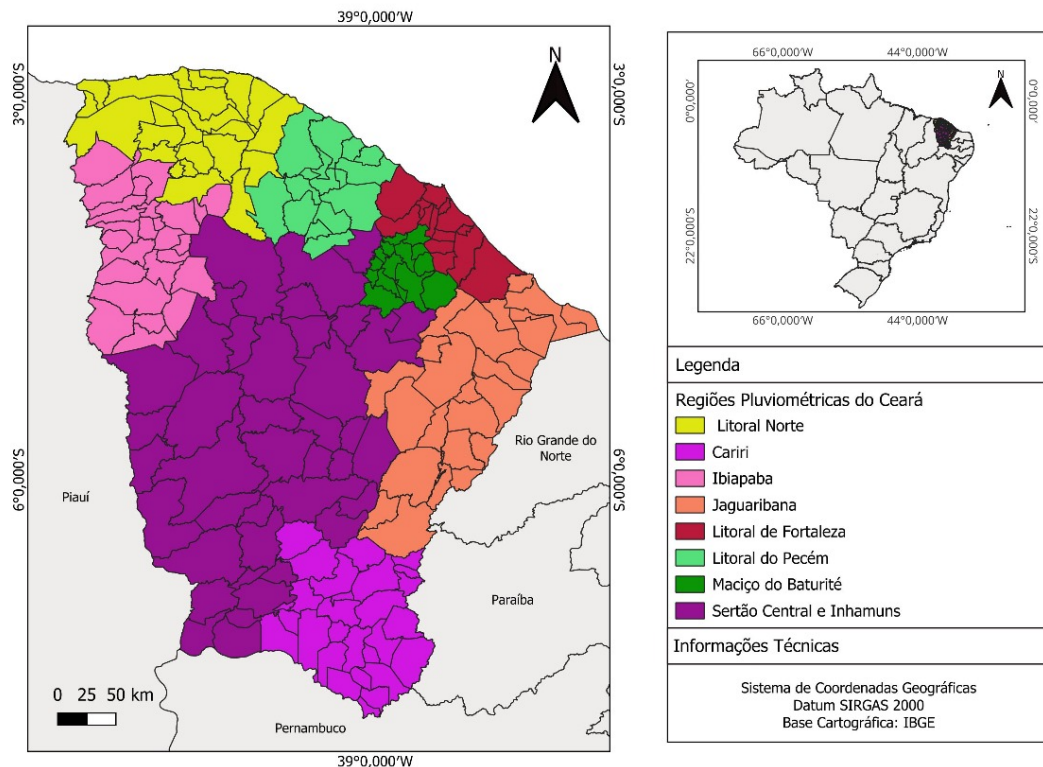 39°0,000'W
3°0,000'S
N
3°0,000'S
Rio Grande do
Norte
6°0,000'S
6°0,000'S
Piauí
Paraíba
0 25 50 km
Pernambuco
39°0,000'W
66°0,000'W 44°0,000'W
N
0°0,000'
0°0,000'
22°0,000'S
22°0,000'S
66°0,000'W 44°0,000'W
Legenda
Regiões Pluviométricas do Ceará
Litoral Norte
Cariri
Ibiapaba
Jaguaribana
Litoral de Fortaleza
Litoral do Pecém
Maciço do Baturité
Sertão Central e Inhamuns
Informações Técnicas
Sistema de Coordenadas Geográficas
Datum SIRGAS 2000
Base Cartográfica: IBGE